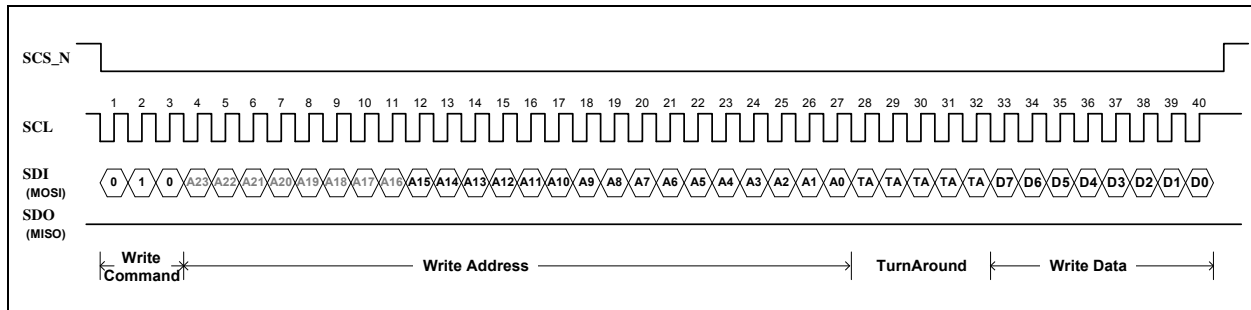 SCS_N
1 2 3 4 5 6 7 8 9 10 11 12 13 14 15 16 17 18 19 20 21 22 23 24 25 26 27 28 29 30 31 32 33 34 35 36 37 38 39 40
SCL
SDI
(MOSI)
0 1 0 A23 A22 A21 A20 A19 A18 A17 A16 A15 A14 A13 A12 A11 A10 A9 A8 A7 A6 A5 A4 A3 A2 A1 A0 TA TA TA TA TA D7 D6 D5 D4 D3 D2 D1 D0
SDO
(MISO)
Write
Command
Write Address
TurnAround
Write Data